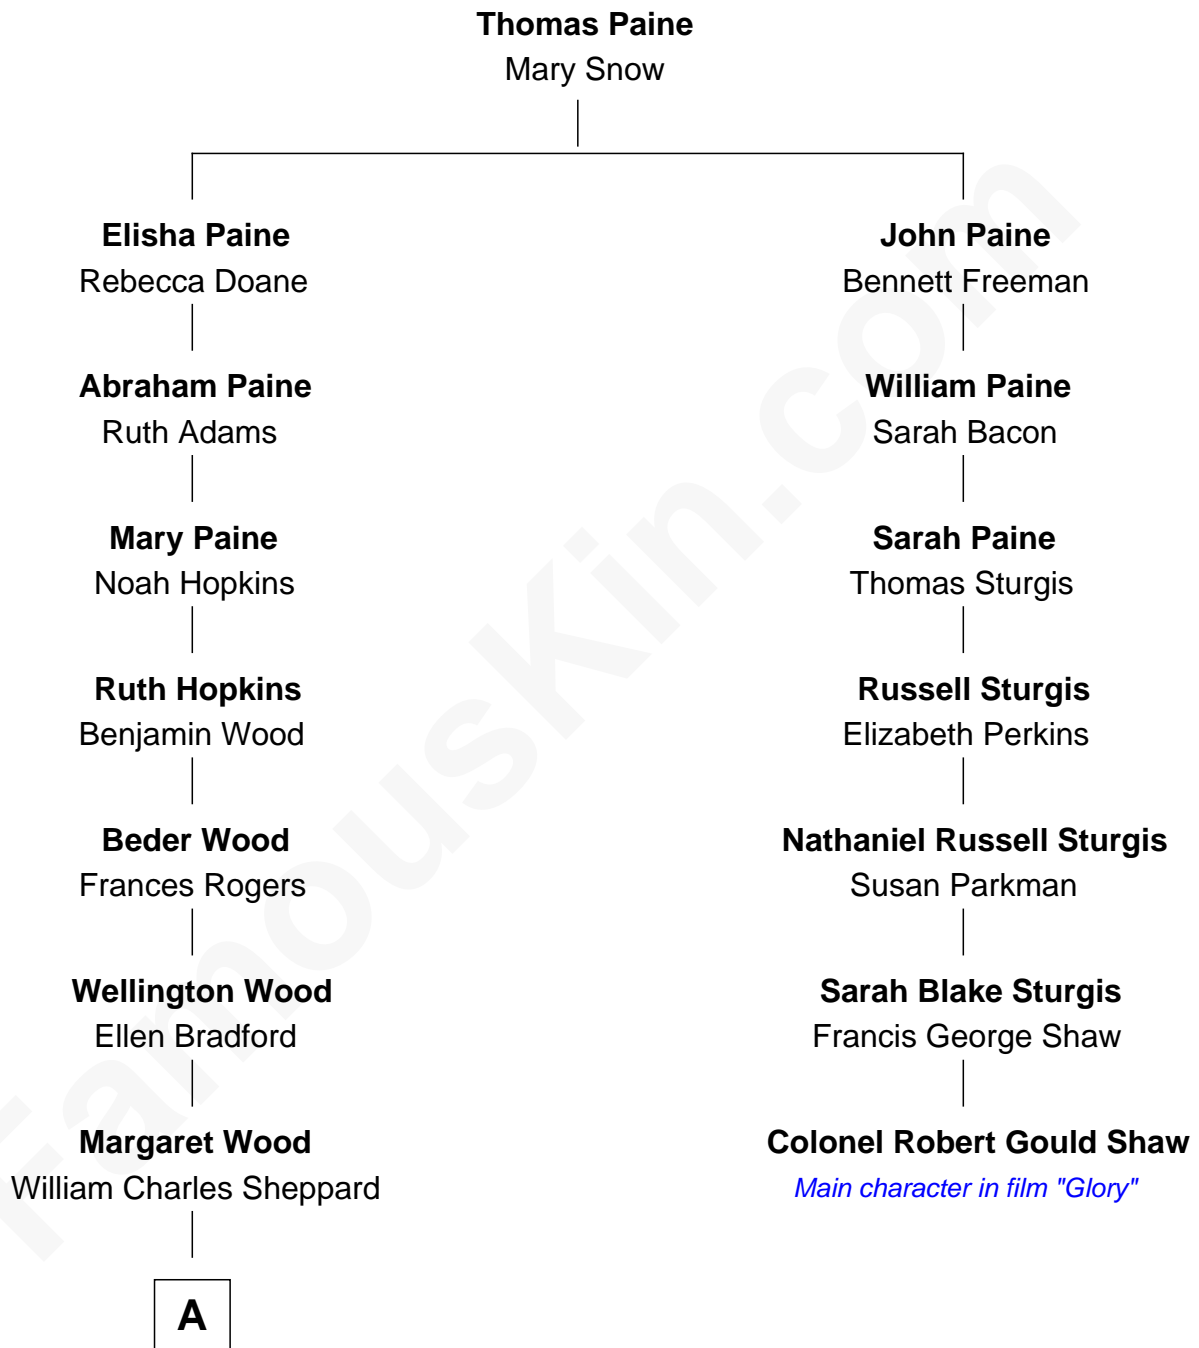 Thomas Paine
Mary Snow
Elisha Paine
Rebecca Doane
John Paine
Bennett Freeman
Abraham Paine
Ruth Adams
William Paine
Sarah Bacon
Mary Paine
Noah Hopkins
Sarah Paine
Thomas Sturgis
Ruth Hopkins
Benjamin Wood
Russell Sturgis
Elizabeth Perkins
Beder Wood
Frances Rogers
Nathaniel Russell Sturgis
Susan Parkman
Wellington Wood
Ellen Bradford
Sarah Blake Sturgis
Francis George Shaw
Margaret Wood
William Charles Sheppard
Colonel Robert Gould Shaw
Main character in film "Glory"
A
FamousKin.com